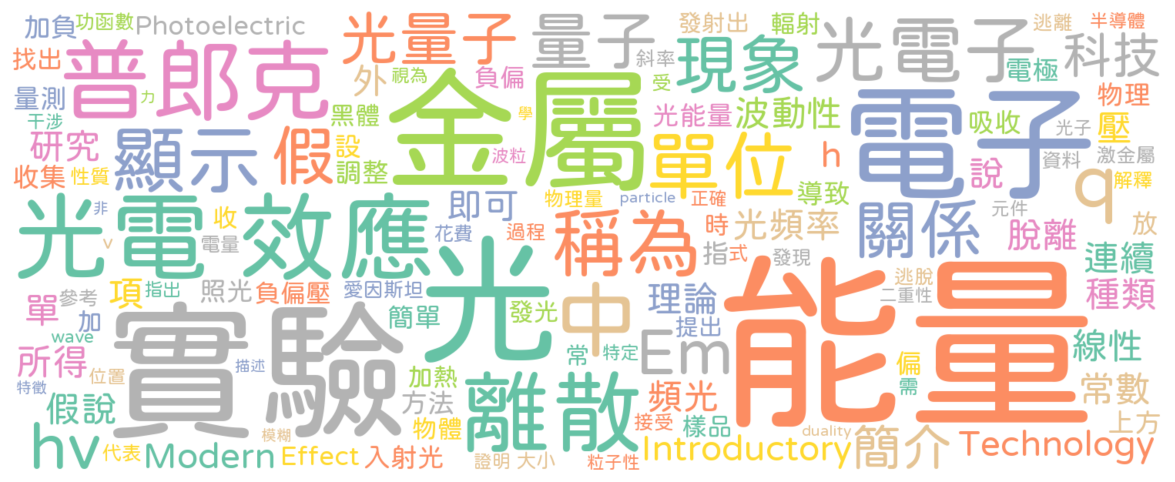 加負 功函數 Photoelectric 光量子 量子 發射出 輻射 光電子 逃離 半導體
找出 普郎克 視為 負偏 外 斜率 現象 電極 科技
量測 力 黑體 金屬 受 光能量 波動性 電子 吸收 物理
干涉 學 光子 壓
研究 顯示 假 設 調整 波粒 單位 h 導致 說 資料 激金屬
收集 性質 物理量 particle 正確 q 解釋
光電 效應 即可 稱為 時 光頻率 關係 元件 脫離 放
非 收 花費 過程 式
v 電量 光 指 發現 連續
項 指出 照光 負偏壓 愛因斯坦 中 理論 能量 逃脫 種類
單 參考 加 實驗 簡單 發光 提出 二重性
wave 常 特定 Em 線性
所得 描述 加熱 離散 頻光 偏 常數
特徵 位置 方法 需
假說 物體 接受 樣品 上方
hv 代表 Modern Effect 模糊 入射光 證明 大小 粒子性 Introductory duality 簡介 Technology